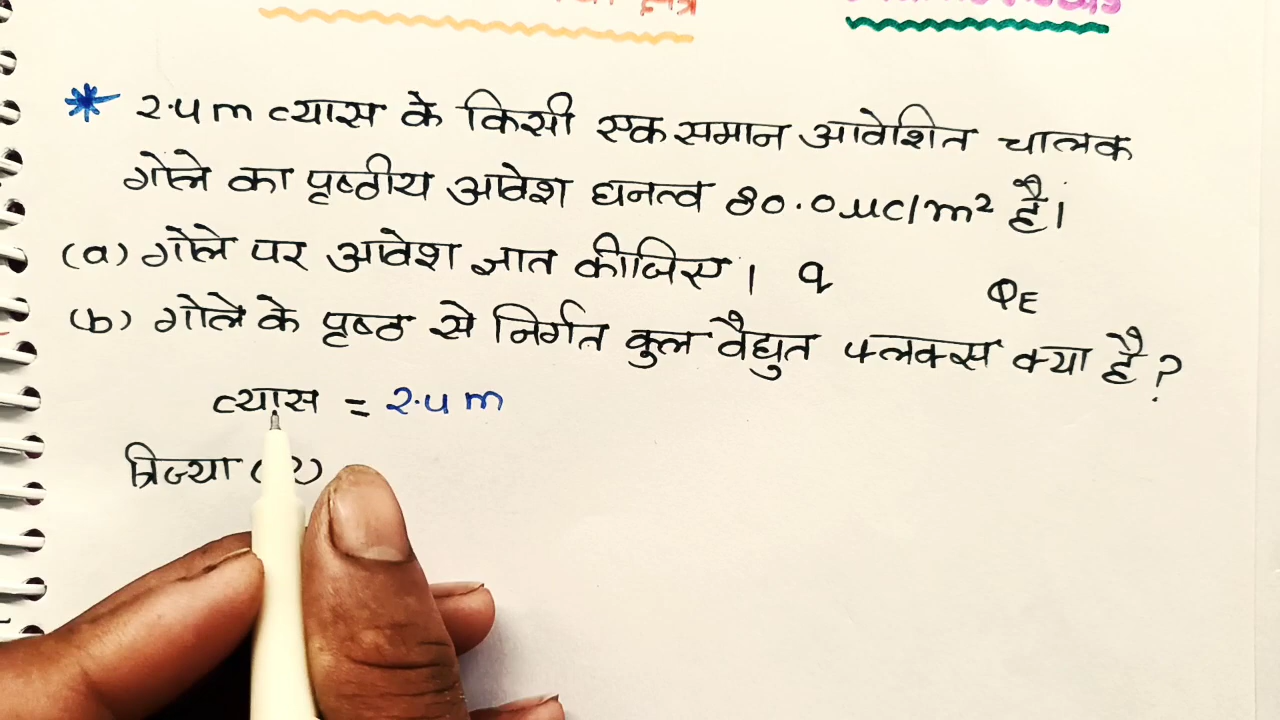 * 2.4 m व्यास के किसी एक समान आवेशित चालक
गोले का पृष्ठीय आवेश घनत्व 80.0 μc/m² है।
(a) गोले पर आवेश ज्ञात कीजिए। q
ΦE
(b) गोले के पृष्ठ से निर्गत कुल वैद्युत फ्लक्स क्या है?
व्यास = 2.4 m
त्रिज्या